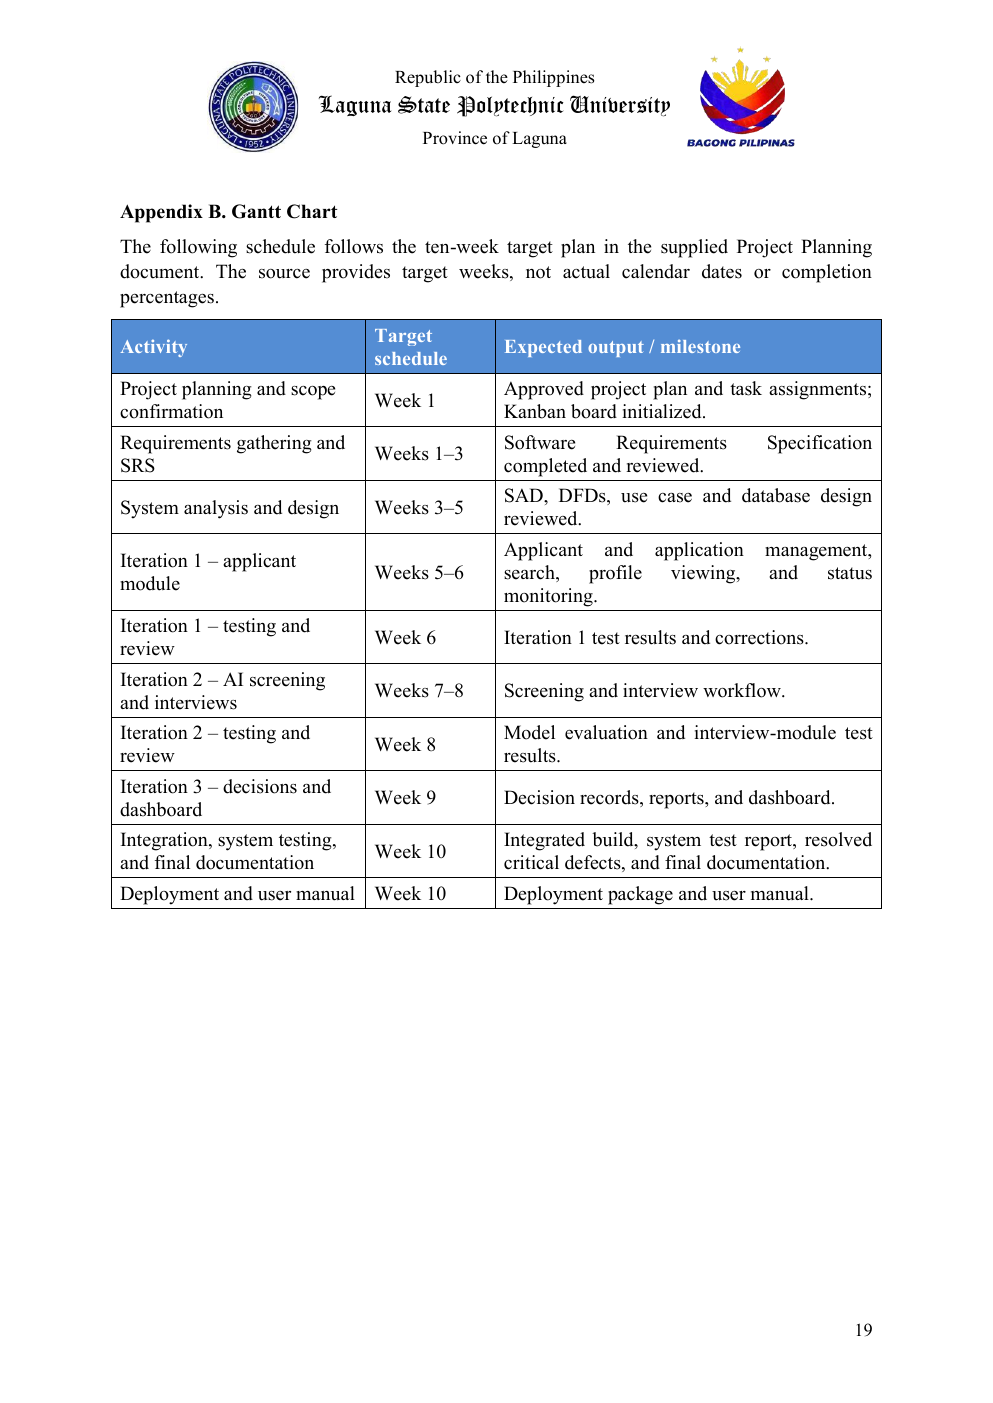 Republic of the Philippines
Laguna State Polytechnic University
Province of Laguna
LAGUNA STATE POLYTECHNIC UNIVERSITY
• 1952 •
BAGONG PILIPINAS
Appendix B. Gantt Chart
The following schedule follows the ten-week target plan in the supplied Project Planning
document. The source provides target weeks, not actual calendar dates or completion
percentages.
Activity
Target
schedule
Expected output / milestone
Project planning and scope
confirmation
Week 1
Approved project plan and task assignments;
Kanban board initialized.
Requirements gathering and
SRS
Weeks 1–3
Software Requirements Specification
completed and reviewed.
System analysis and design
Weeks 3–5
SAD, DFDs, use case and database design
reviewed.
Iteration 1 – applicant
module
Weeks 5–6
Applicant and application management,
search, profile viewing, and status
monitoring.
Iteration 1 – testing and
review
Week 6
Iteration 1 test results and corrections.
Iteration 2 – AI screening
and interviews
Weeks 7–8
Screening and interview workflow.
Iteration 2 – testing and
review
Week 8
Model evaluation and interview-module test
results.
Iteration 3 – decisions and
dashboard
Week 9
Decision records, reports, and dashboard.
Integration, system testing,
and final documentation
Week 10
Integrated build, system test report, resolved
critical defects, and final documentation.
Deployment and user manual
Week 10
Deployment package and user manual.
19